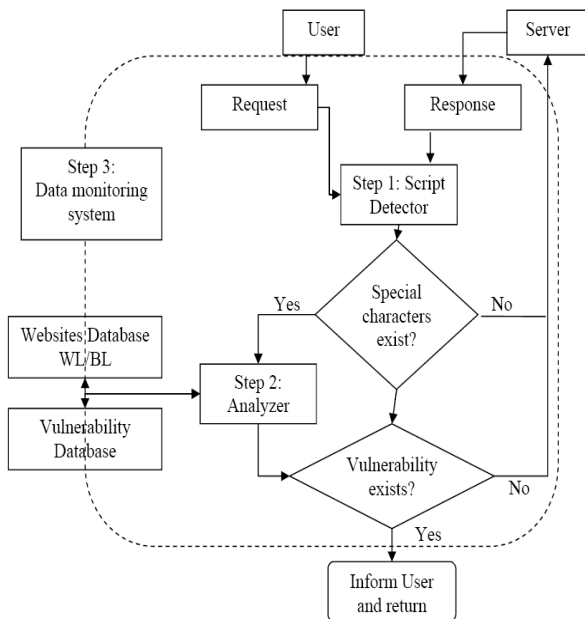 User
Server
Request
Response
Step 3:
Data monitoring
system
Step 1: Script
Detector
Special
characters
exist?
Yes
No
Websites Database
WL/BL
Step 2:
Analyzer
Vulnerability
Database
Vulnerability
exists?
No
Yes
Inform User
and return